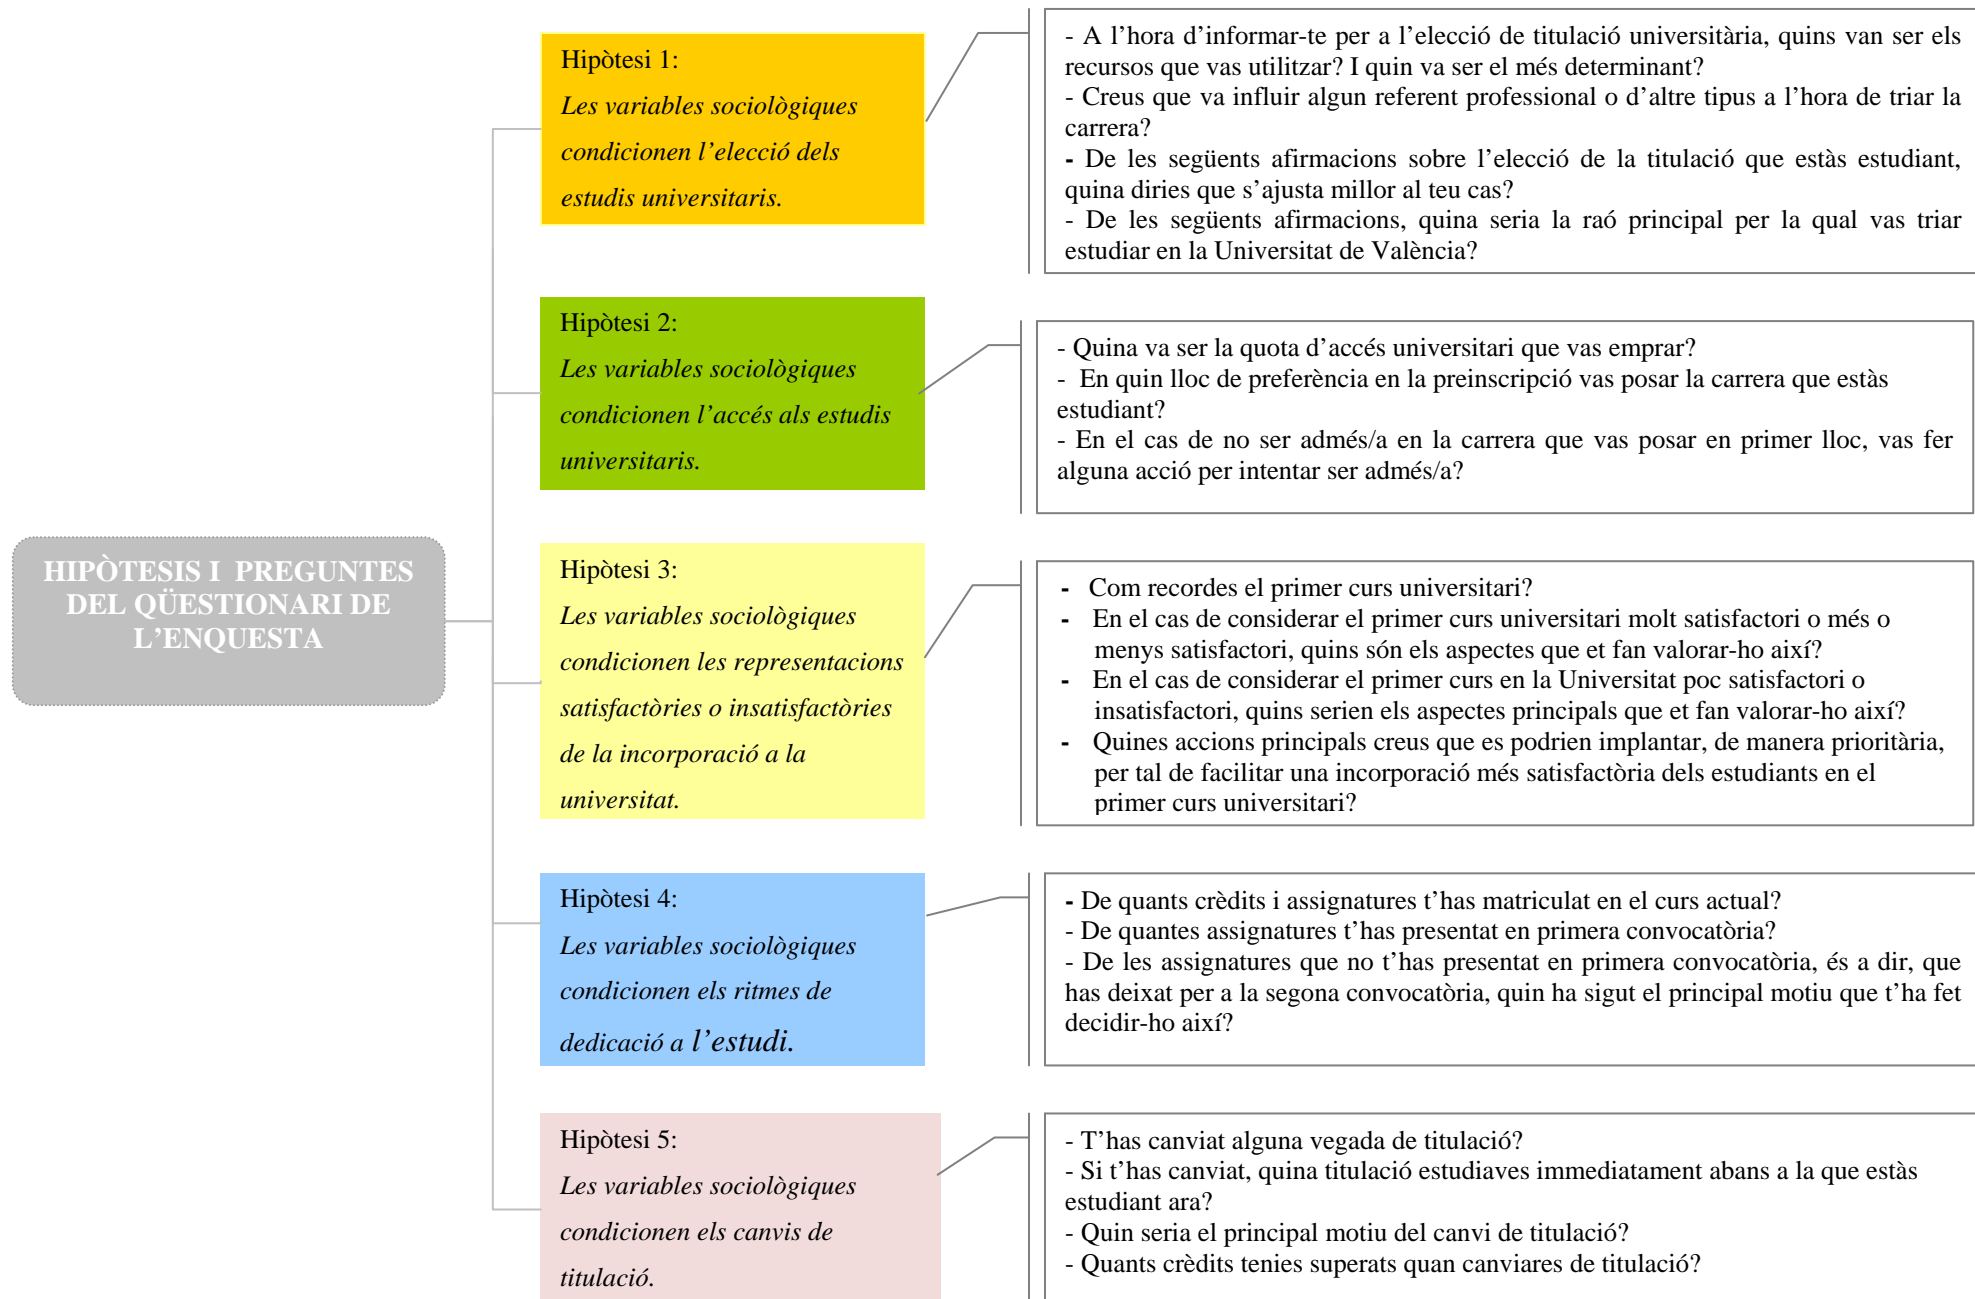 HIPÒTESIS I  PREGUNTES
DEL QÜESTIONARI DE
L’ENQUESTA
Hipòtesi 1:
Les variables sociològiques
condicionen l’elecció dels
estudis universitaris.
- A l’hora d’informar-te per a l’elecció de titulació universitària, quins van ser els
recursos que vas utilitzar? I quin va ser el més determinant?
- Creus que va influir algun referent professional o d’altre tipus a l’hora de triar la
carrera?
- De les següents afirmacions sobre l’elecció de la titulació que estàs estudiant,
quina diries que s’ajusta millor al teu cas?
- De les següents afirmacions, quina seria la raó principal per la qual vas triar
estudiar en la Universitat de València?
Hipòtesi 2:
Les variables sociològiques
condicionen l’accés als estudis
universitaris.
- Quina va ser la quota d’accés universitari que vas emprar?
- En quin lloc de preferència en la preinscripció vas posar la carrera que estàs
estudiant?
- En el cas de no ser admés/a en la carrera que vas posar en primer lloc, vas fer
alguna acció per intentar ser admés/a?
Hipòtesi 3:
Les variables sociològiques
condicionen les representacions
satisfactòries o insatisfactòries
de la incorporació a la
universitat.
- Com recordes el primer curs universitari?
- En el cas de considerar el primer curs universitari molt satisfactori o més o
menys satisfactori, quins són els aspectes que et fan valorar-ho així?
- En el cas de considerar el primer curs en la Universitat poc satisfactori o
insatisfactori, quins serien els aspectes principals que et fan valorar-ho així?
- Quines accions principals creus que es podrien implantar, de manera prioritària,
per tal de facilitar una incorporació més satisfactòria dels estudiants en el
primer curs universitari?
Hipòtesi 4:
Les variables sociològiques
condicionen els ritmes de
dedicació a l’estudi.
- De quants crèdits i assignatures t’has matriculat en el curs actual?
- De quantes assignatures t’has presentat en primera convocatòria?
- De les assignatures que no t’has presentat en primera convocatòria, és a dir, que
has deixat per a la segona convocatòria, quin ha sigut el principal motiu que t’ha fet
decidir-ho així?
Hipòtesi 5:
Les variables sociològiques
condicionen els canvis de
titulació.
- T’has canviat alguna vegada de titulació?
- Si t’has canviat, quina titulació estudiaves immediatament abans a la que estàs
estudiant ara?
- Quin seria el principal motiu del canvi de titulació?
- Quants crèdits tenies superats quan canviares de titulació?